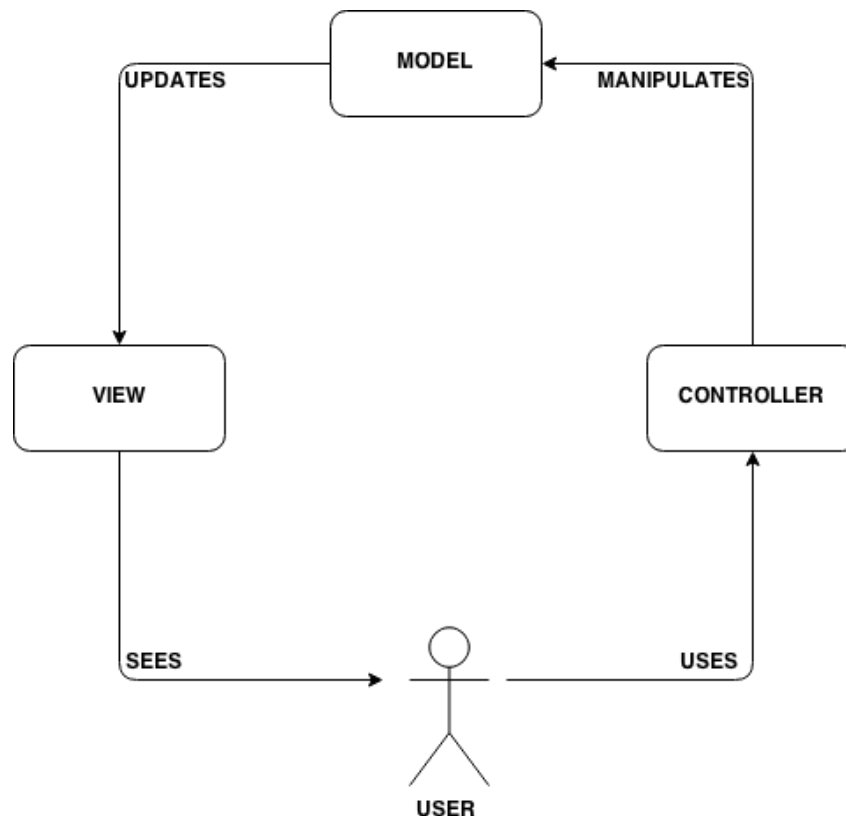 MODEL
UPDATES
MANIPULATES
VIEW
CONTROLLER
SEES
USES
USER